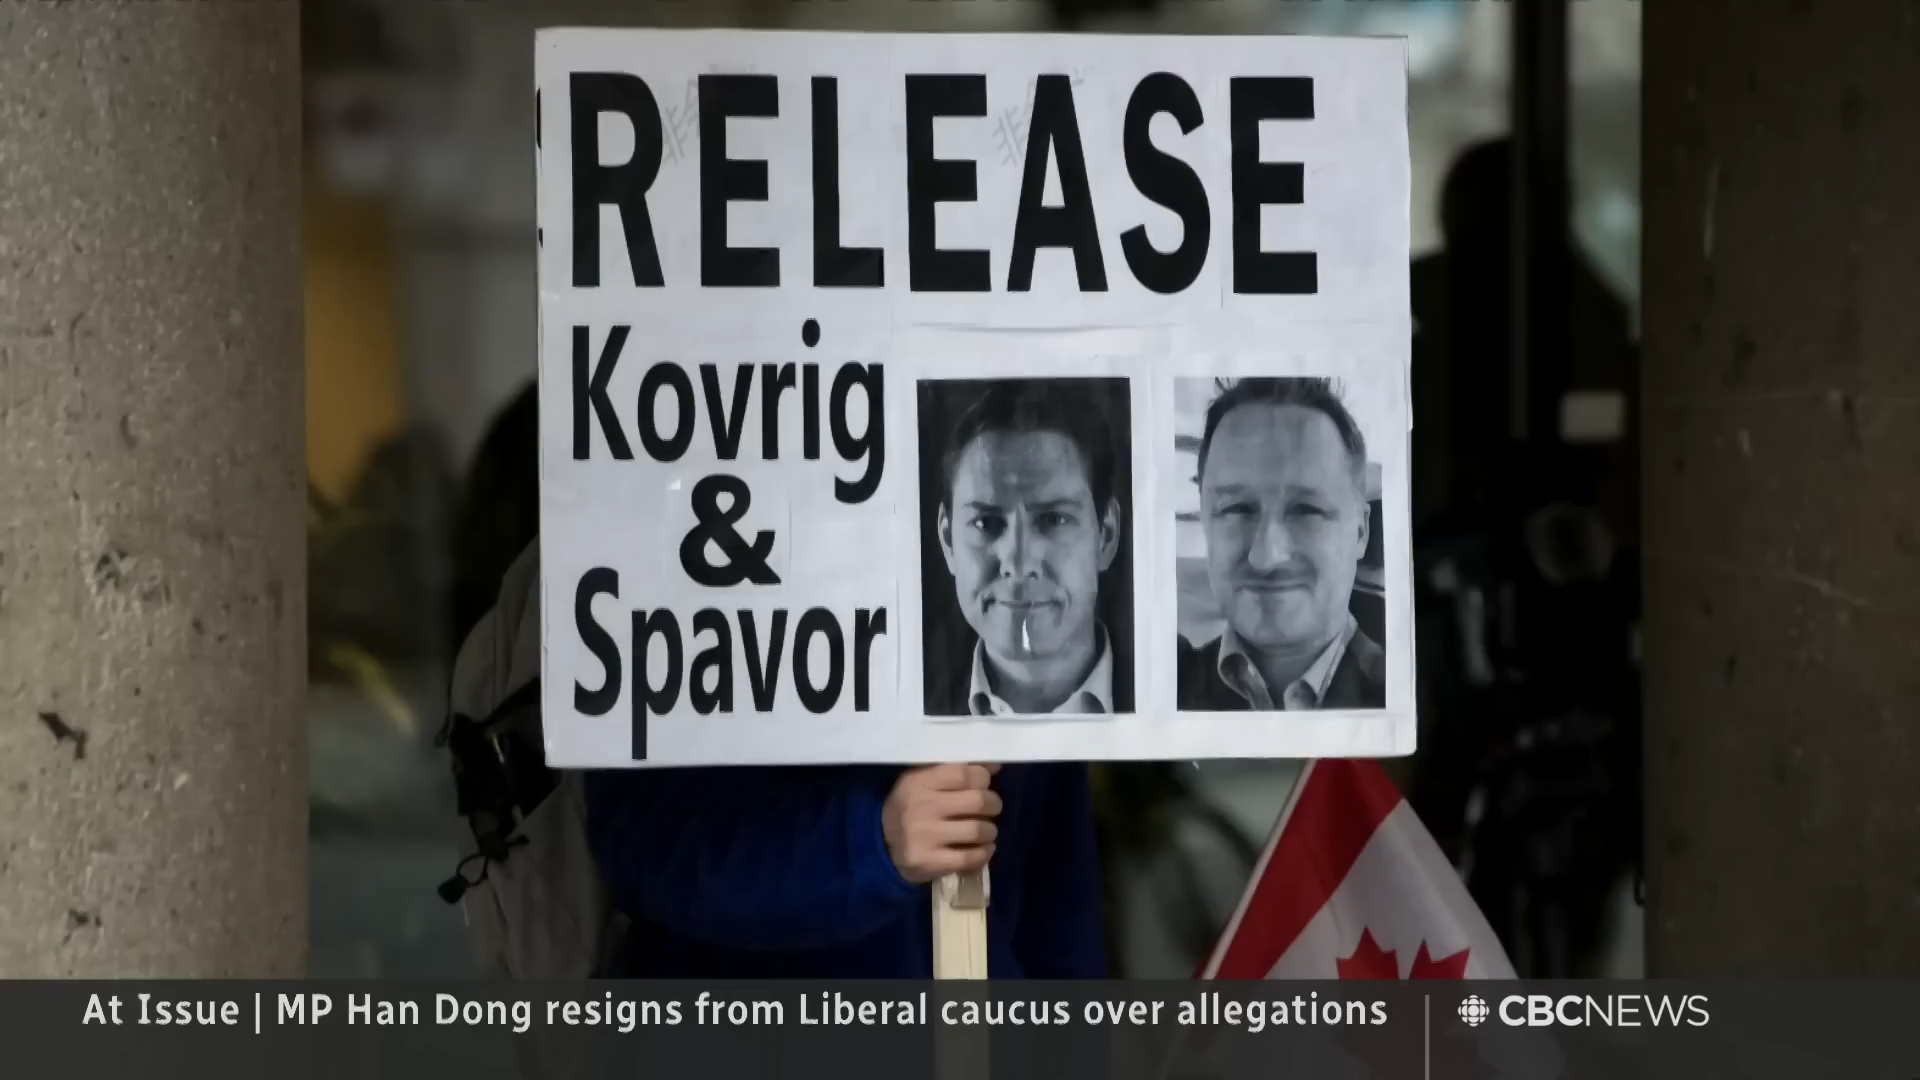 RELEASE
Kovrig
&
Spavor
At Issue | MP Han Dong resigns from Liberal caucus over allegations
CBCNEWS